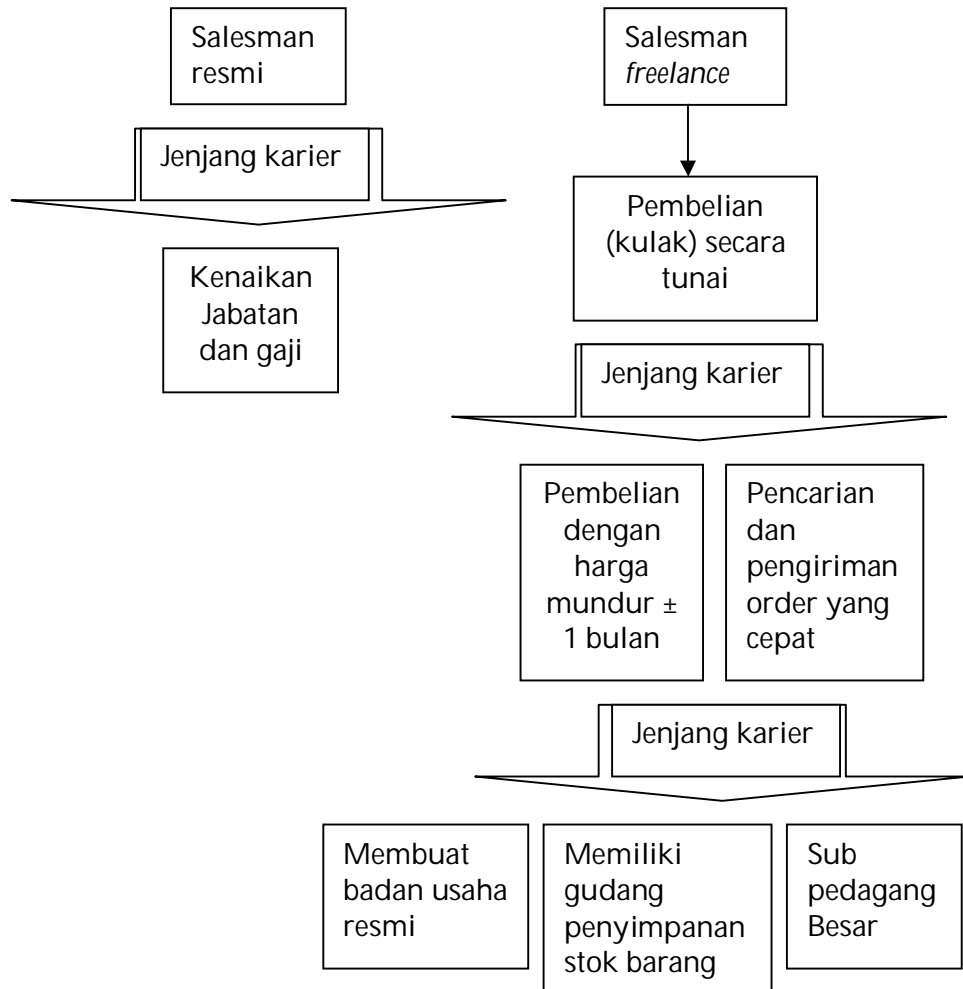 Salesman
resmi
Salesman
freelance
Jenjang karier
Pembelian
(kulak) secara
tunai
Kenaikan
Jabatan
dan gaji
Jenjang karier
Pembelian
dengan
harga
mundur ±
1 bulan
Pencarian
dan
pengiriman
order yang
cepat
Jenjang karier
Membuat
badan usaha
resmi
Memiliki
gudang
penyimpanan
stok barang
Sub
pedagang
Besar